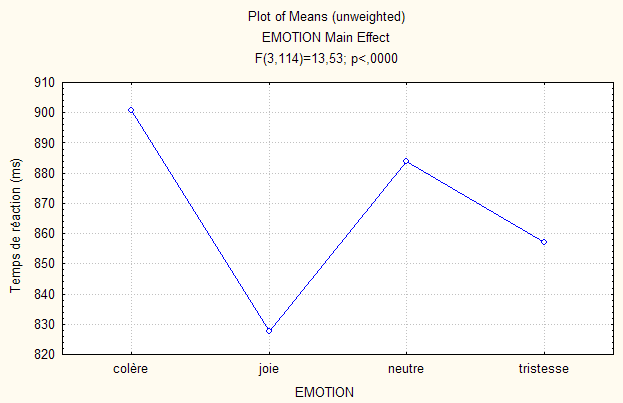 Plot of Means (unweighted)
EMOTION Main Effect
F(3,114)=13,53; p<,0000
910
900
890
880
870
860
850
840
830
820
Temps de réaction (ms)
colère joie neutre tristesse
EMOTION